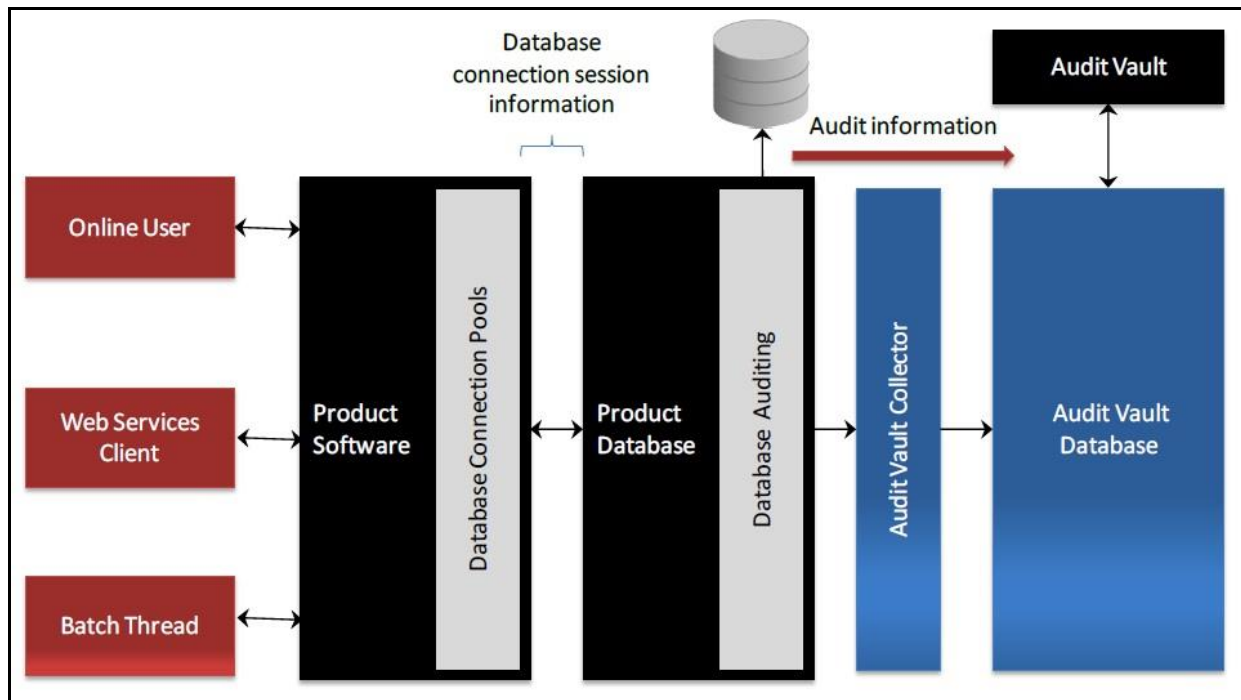 Database
connection session
information
Audit Vault
Audit information
Online User
Web Services
Client
Batch Thread
Product
Software
Database Connection Pools
Product
Database
Database Auditing
Audit Vault Collector
Audit Vault
Database